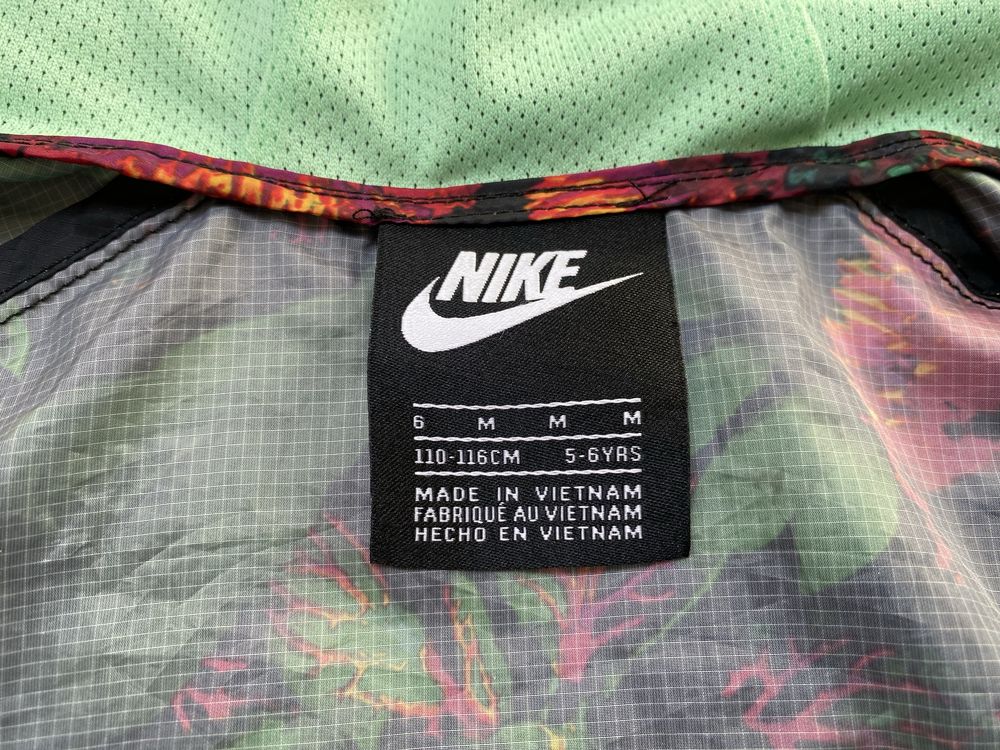 NIKE
6 M M M
110-116CM 5-6YRS
MADE IN VIETNAM
FABRIQUÉ AU VIETNAM
HECHO EN VIETNAM